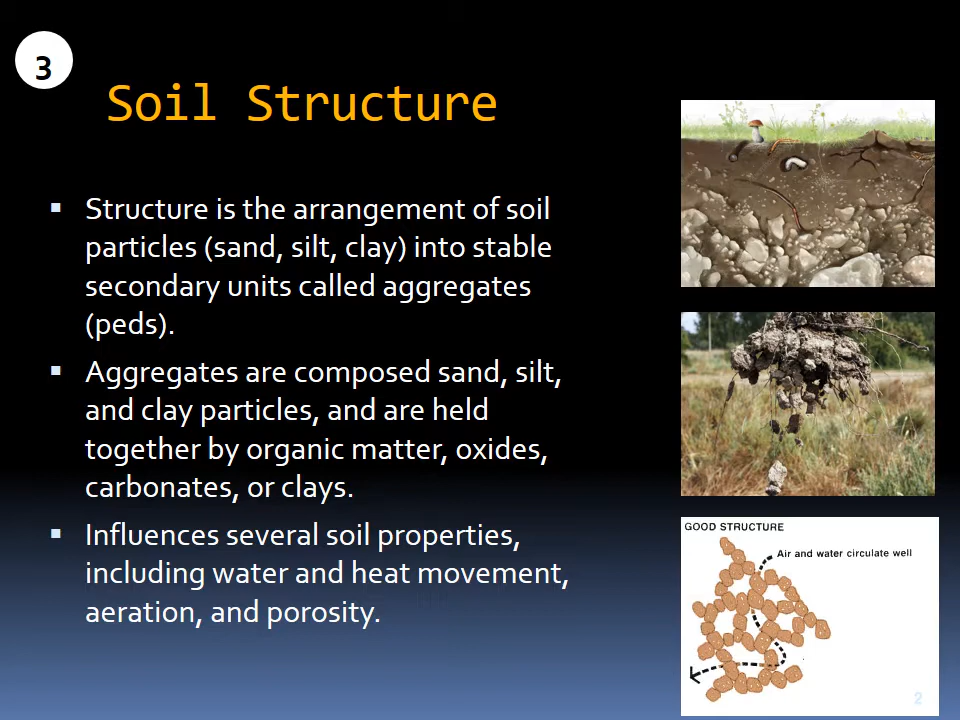 3
Soil Structure
▪ Structure is the arrangement of soil
particles (sand, silt, clay) into stable
secondary units called aggregates
(peds).
▪ Aggregates are composed sand, silt,
and clay particles, and are held
together by organic matter, oxides,
carbonates, or clays.
▪ Influences several soil properties,
including water and heat movement,
aeration, and porosity.
GOOD STRUCTURE
Air and water circulate well
2